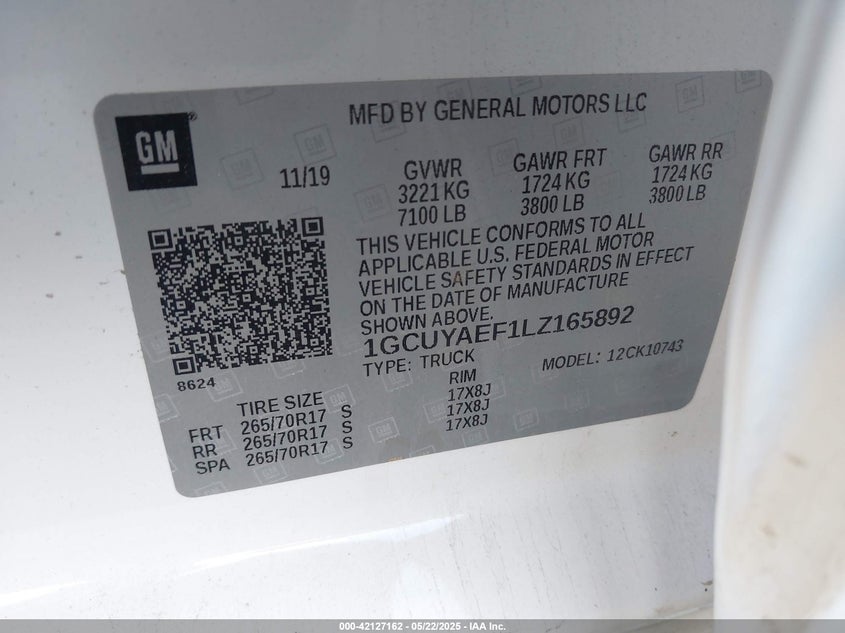 MFD BY GENERAL MOTORS LLC
GM
11/19
GVWR GAWR FRT GAWR RR
3221 KG 1724 KG 1724 KG
7100 LB 3800 LB 3800 LB
THIS VEHICLE CONFORMS TO ALL
APPLICABLE U.S. FEDERAL MOTOR
VEHICLE SAFETY STANDARDS IN EFFECT
ON THE DATE OF MANUFACTURE
SHOWN ABOVE.
1GCUYAEF1LZ165892
TYPE: TRUCK MODEL: 12CK10743
8624
TIRE SIZE RIM
FRT 265/70R17 S 17X8J
RR 265/70R17 S 17X8J
SPA 265/70R17 S 17X8J
000-42127162 - 05/22/2025 - IAA Inc.